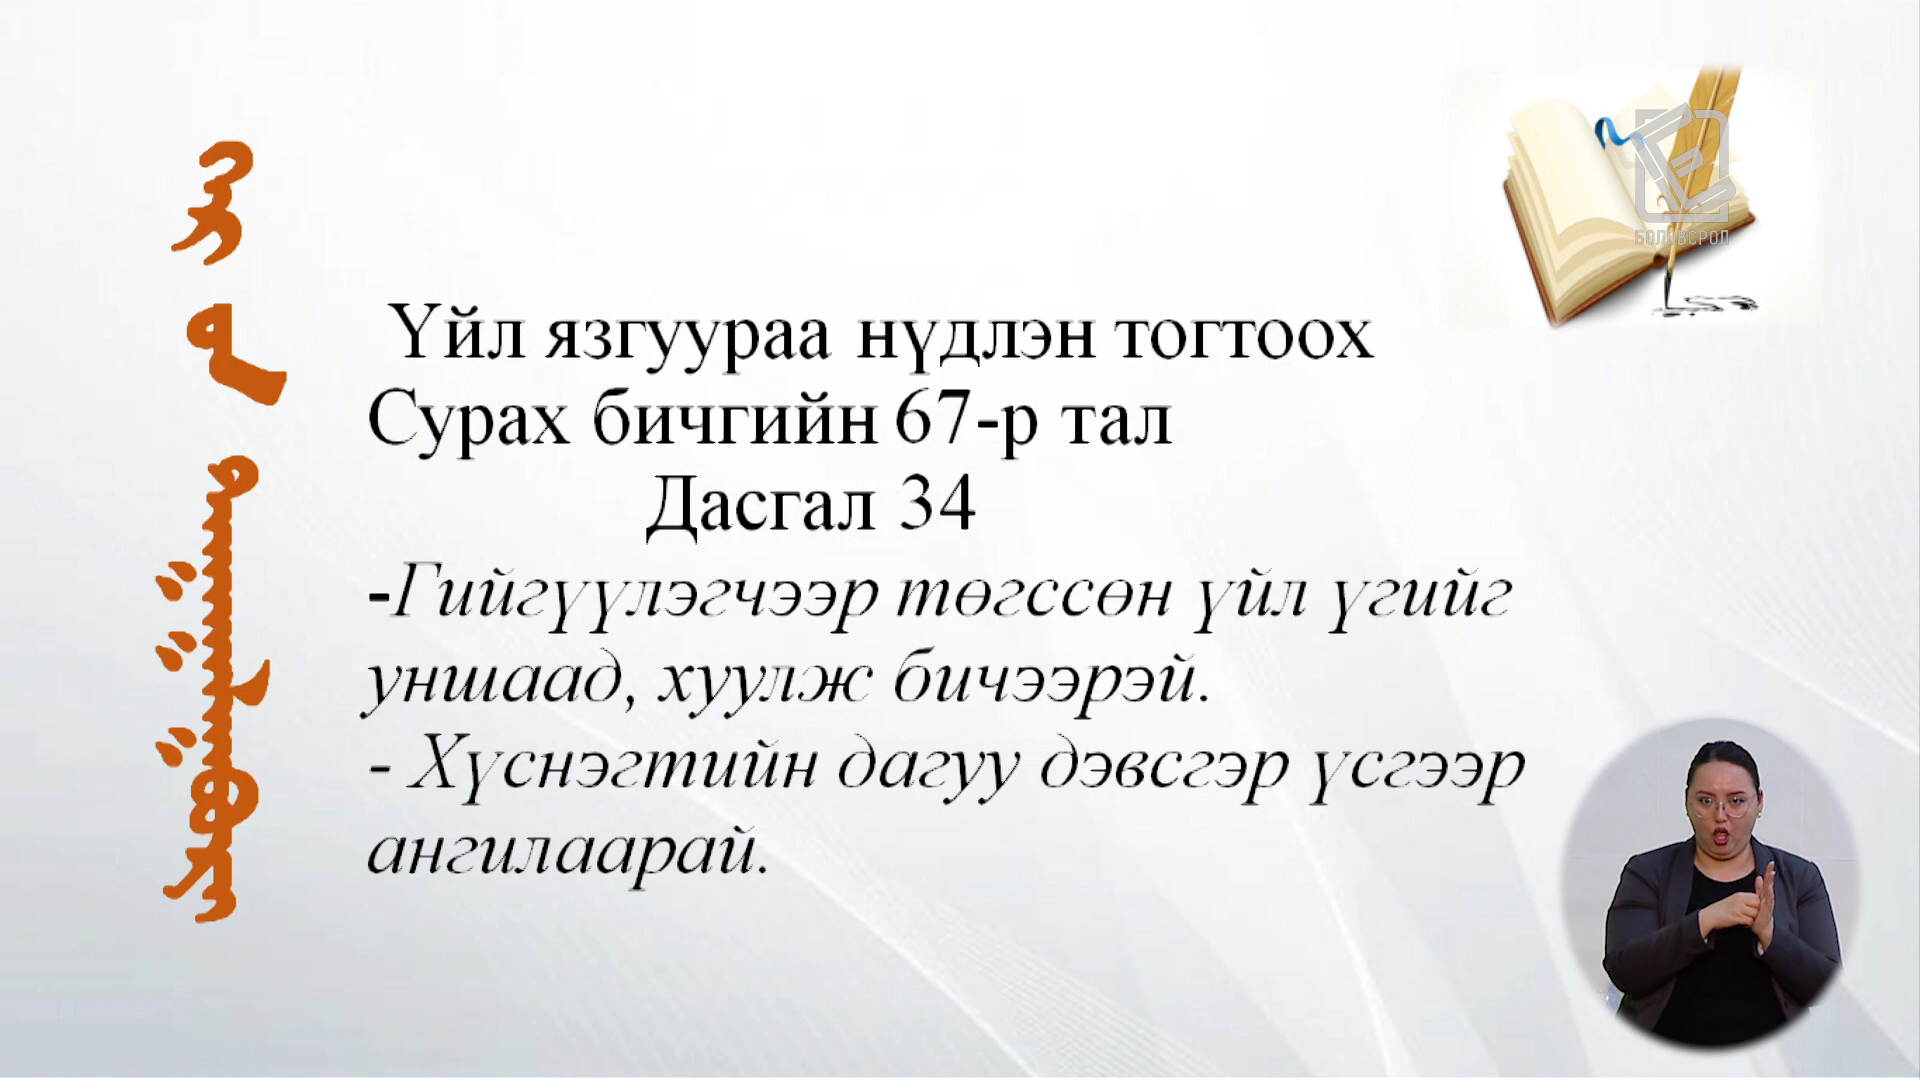 БОЛОВСРОЛ
Үйл язгуураа нүдлэн тогтоох
Сурах бичгийн 67-р тал
Дасгал 34
-Гийгүүлэгчээр төгссөн үйл үгийг
уншаад, хуулж бичээрэй.
- Хүснэгтийн дагуу дэвсгэр үсгээр
ангилаарай.